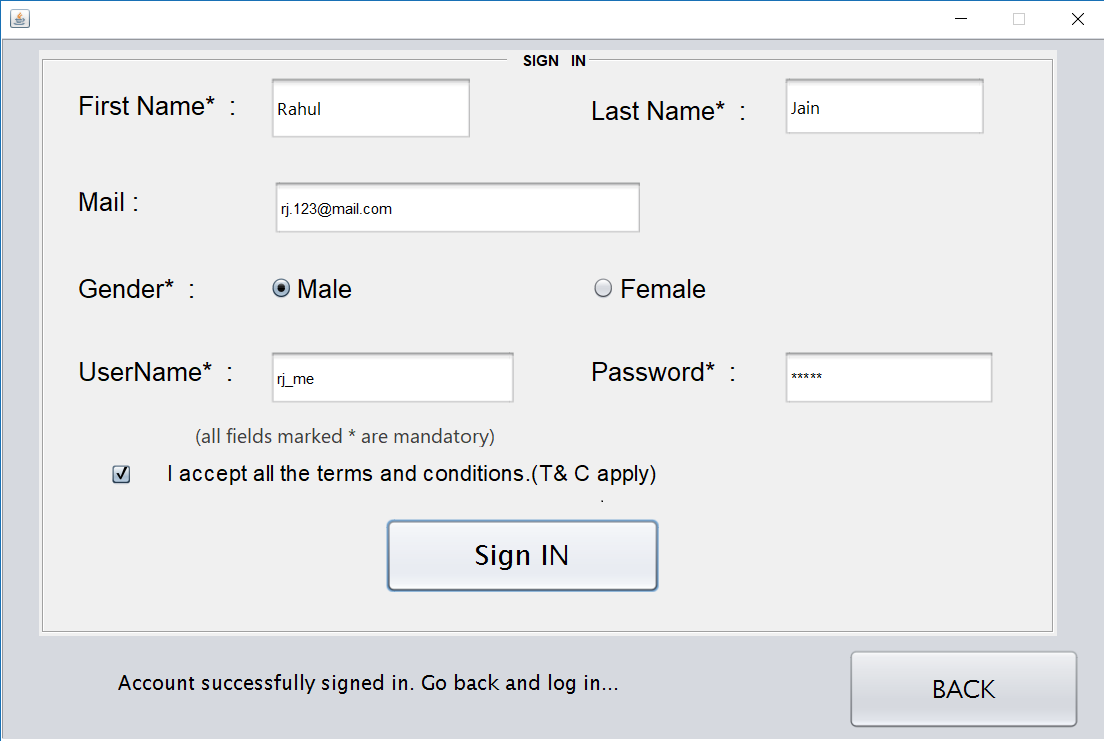 SIGN IN
First Name* : Rahul Last Name* : Jain
Mail : rj.123@mail.com
Gender* : Male Female
UserName* : rj_me Password* : *****
(all fields marked * are mandatory)
I accept all the terms and conditions.(T& C apply)
.
Sign IN
Account successfully signed in. Go back and log in...
BACK